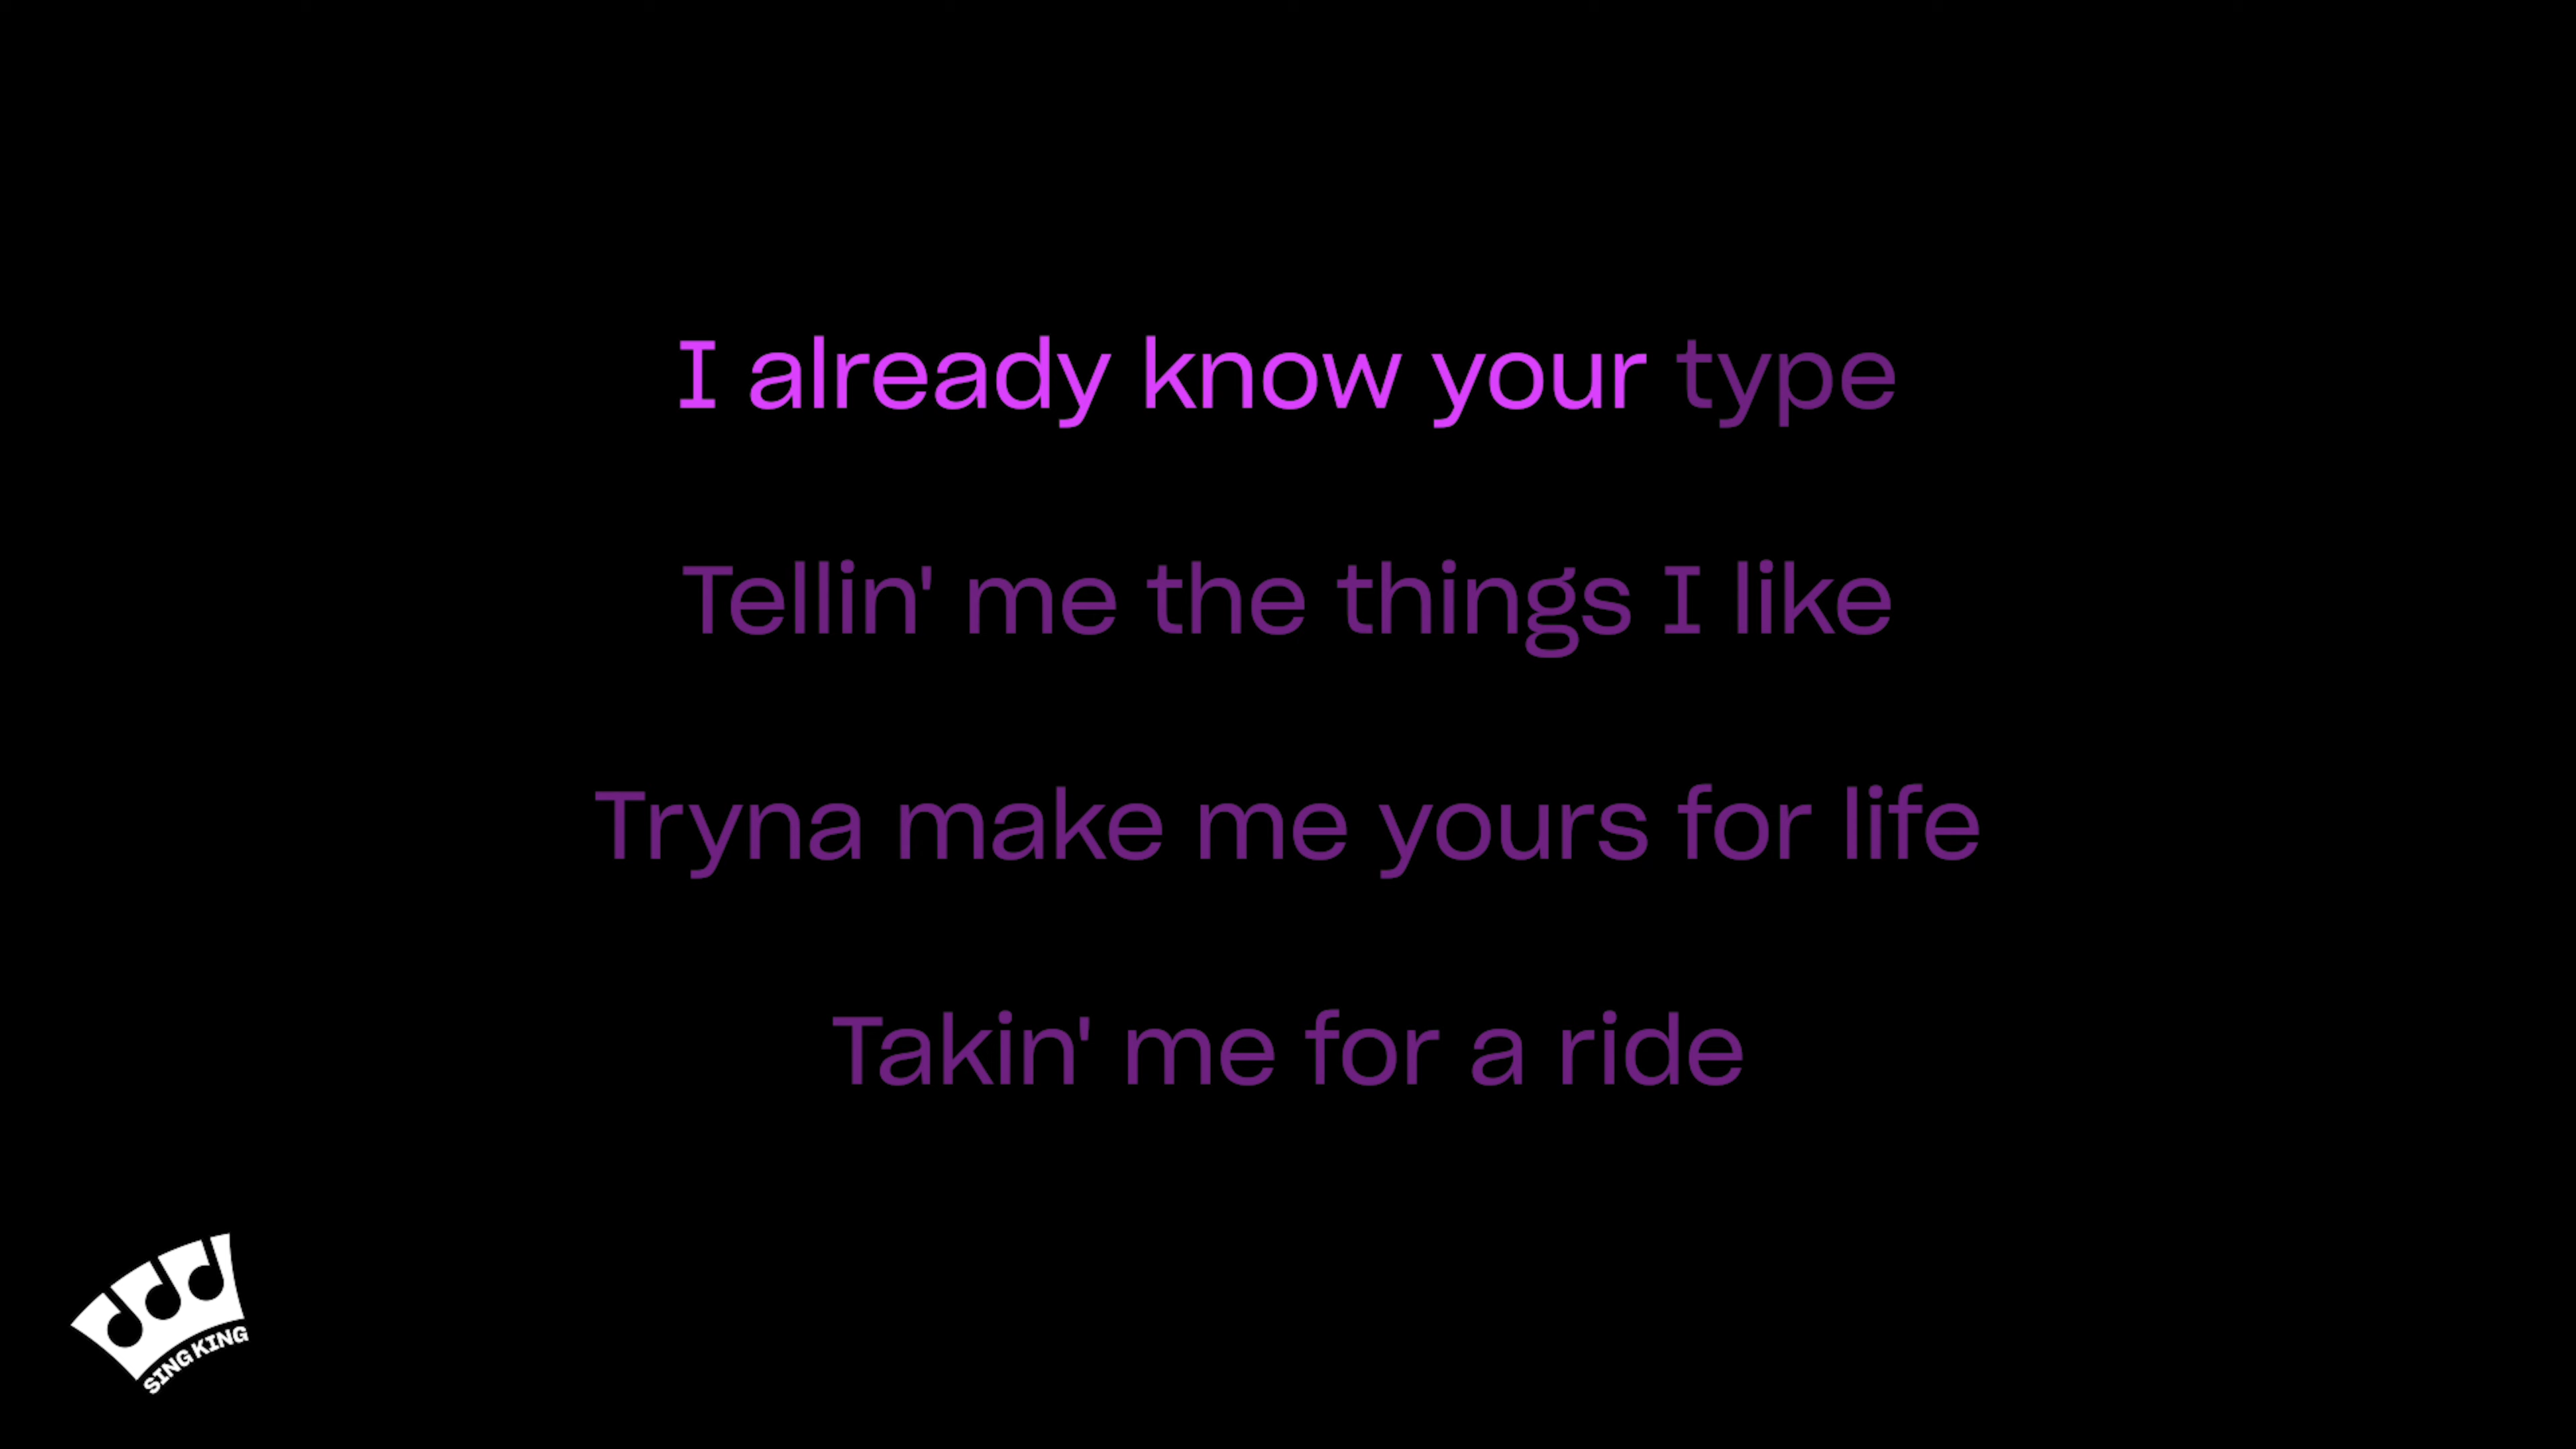 I already know your type
Tellin' me the things I like
Tryna make me yours for life
Takin' me for a ride
SING KING